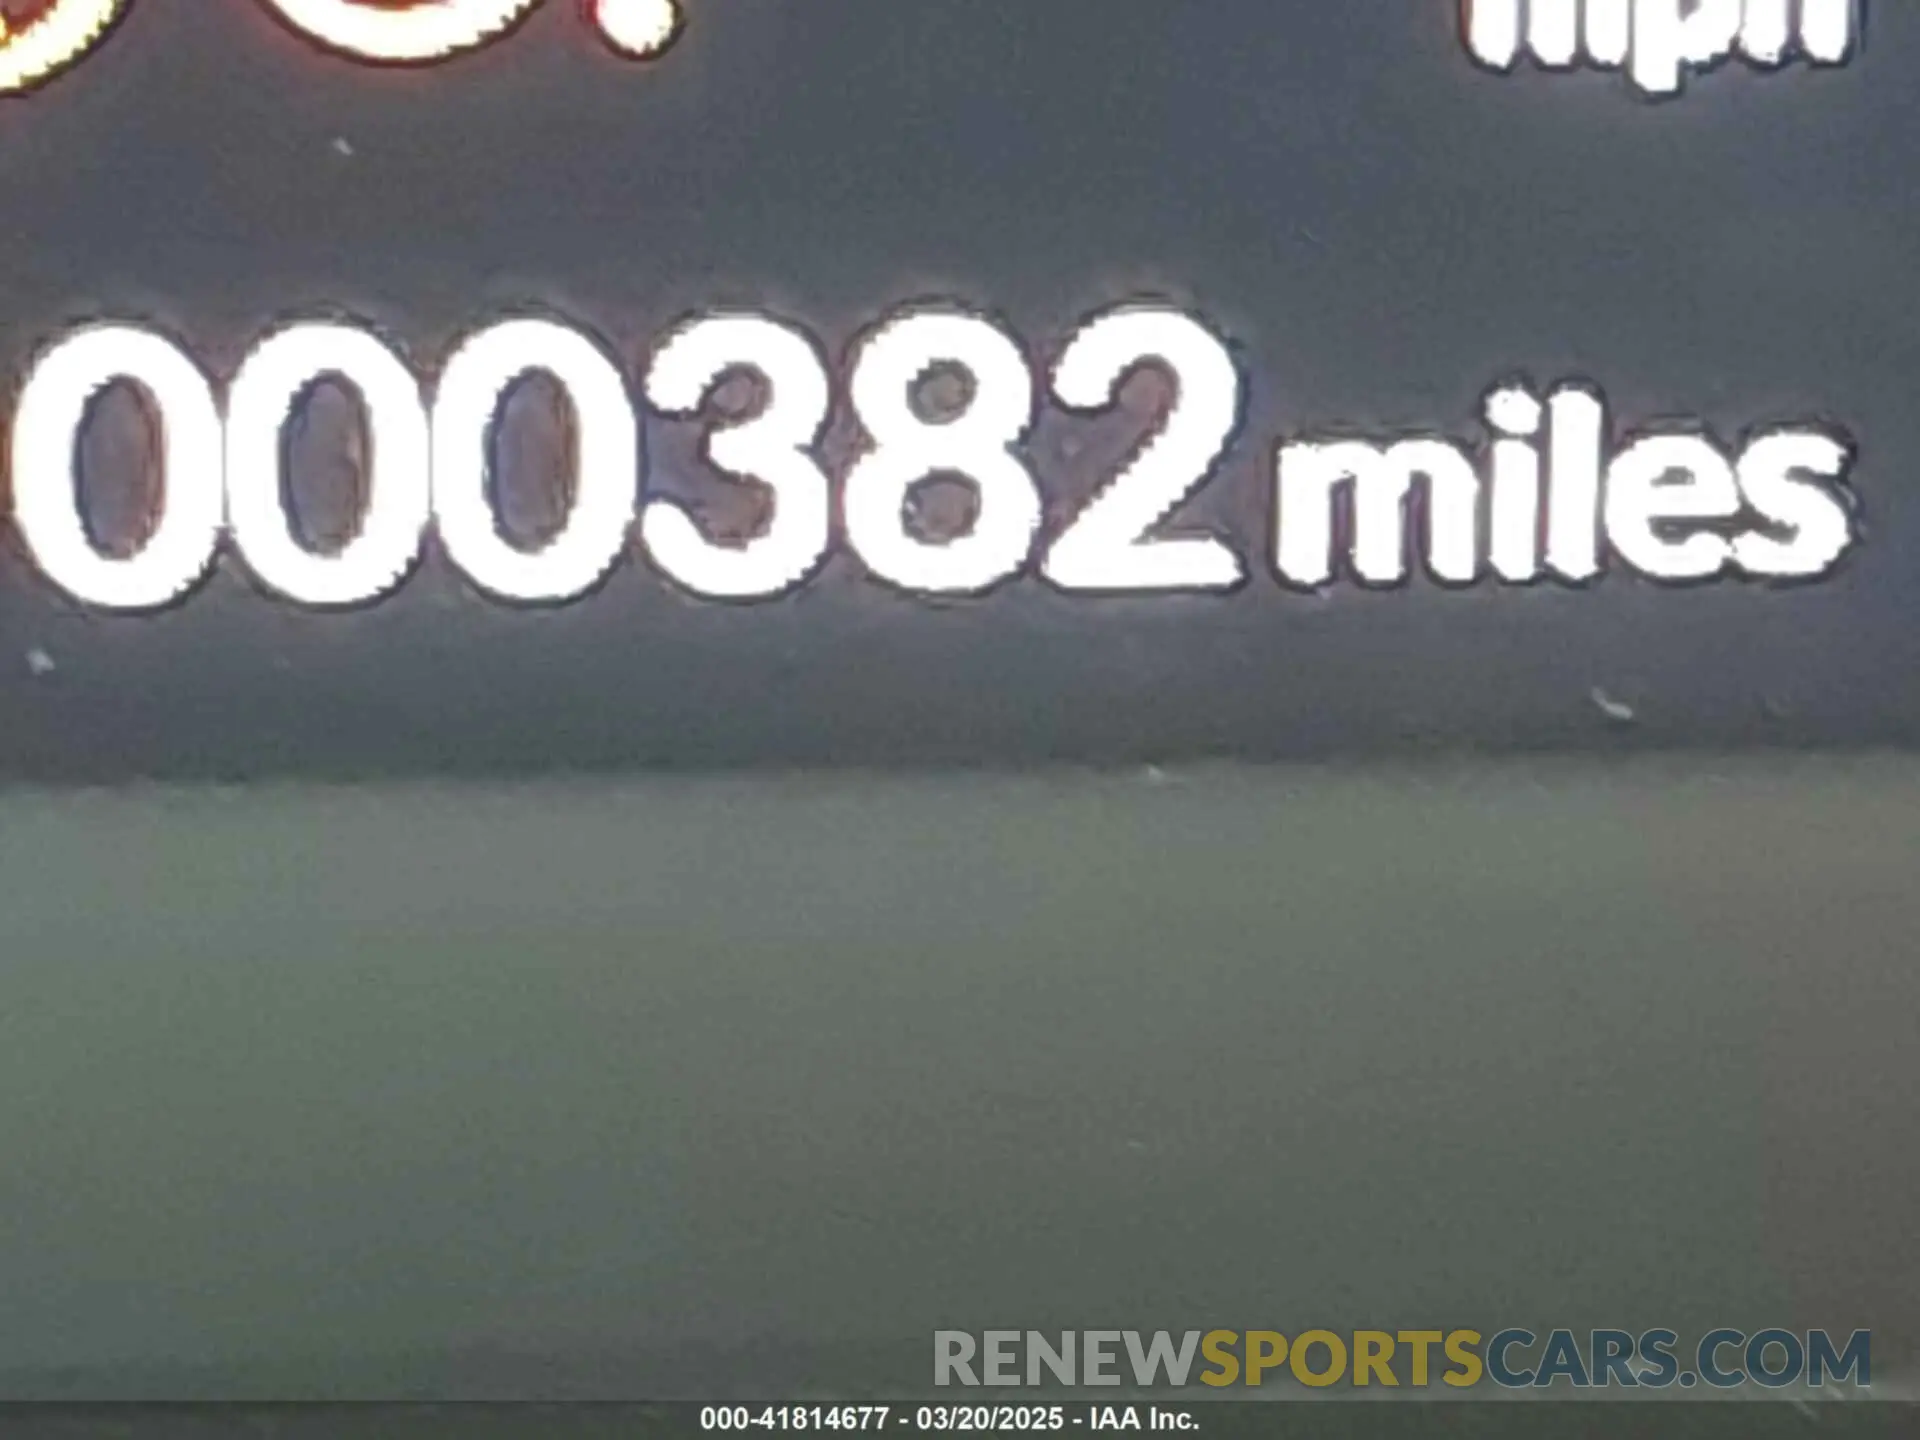 mph
000382 miles
RENEWSPORTSCARS.COM
000-41814677 - 03/20/2025 - IAA Inc.